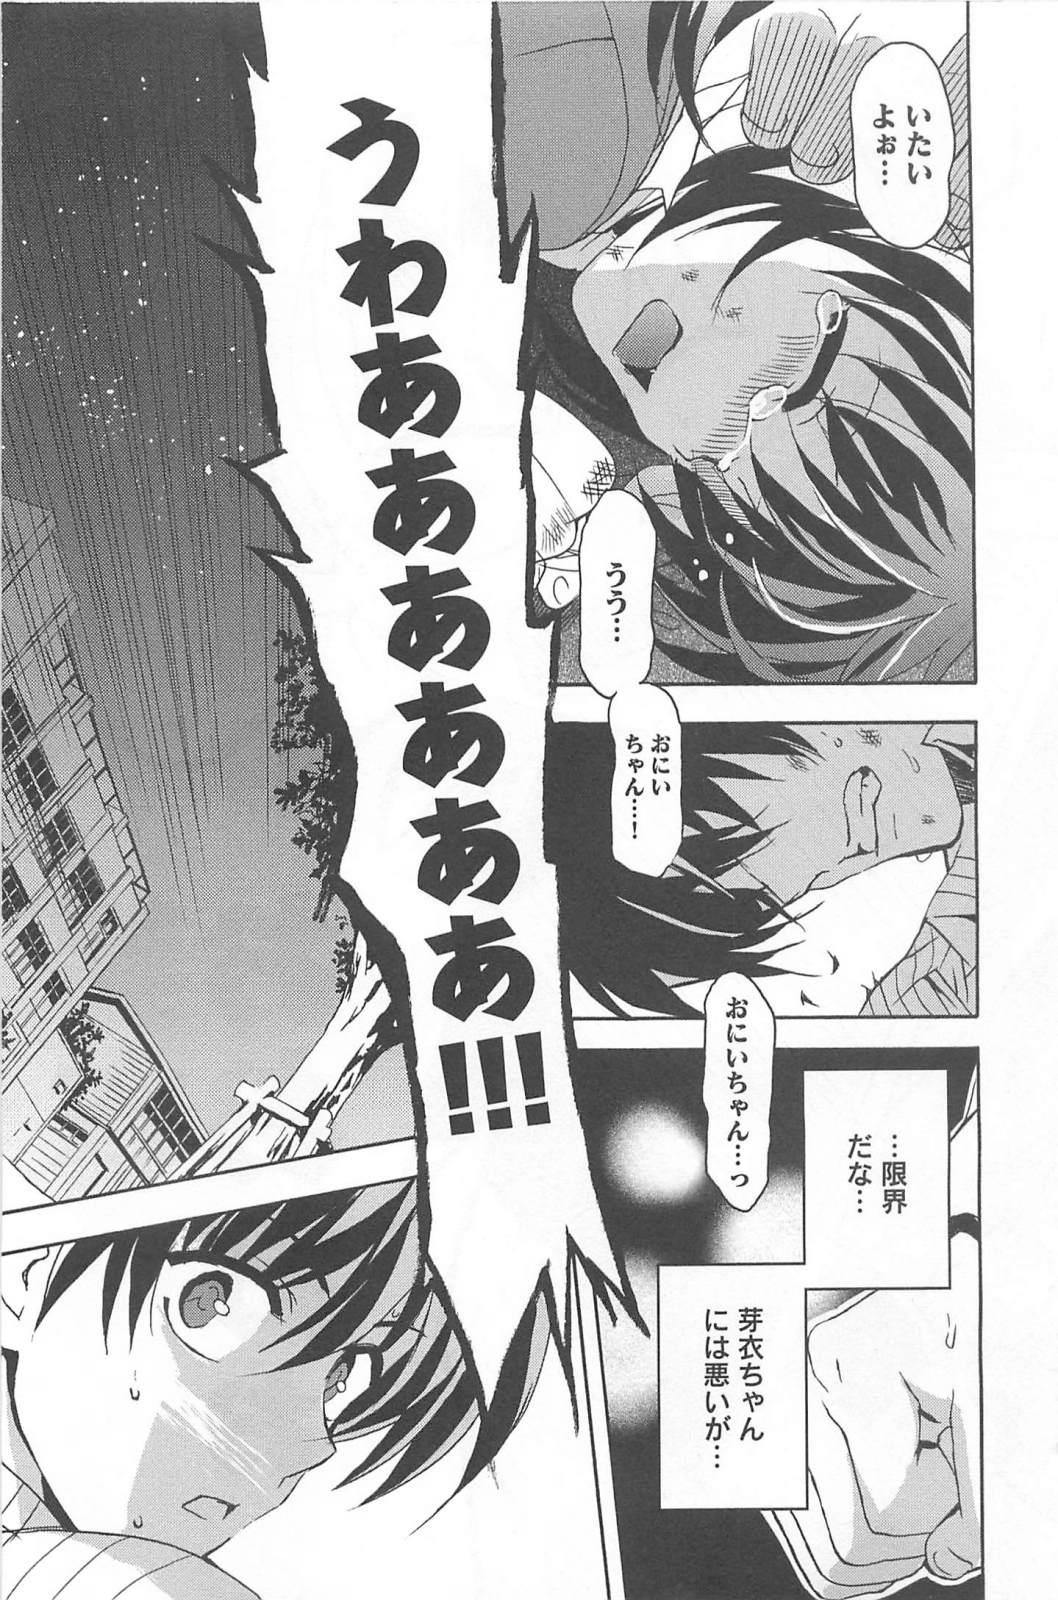 いたい
よぉ…
うう…
おにい
ちゃん…！
おにいちゃん…っ
…限界
だな…
芽衣ちゃん
には悪いが…
うわああああああ!!!